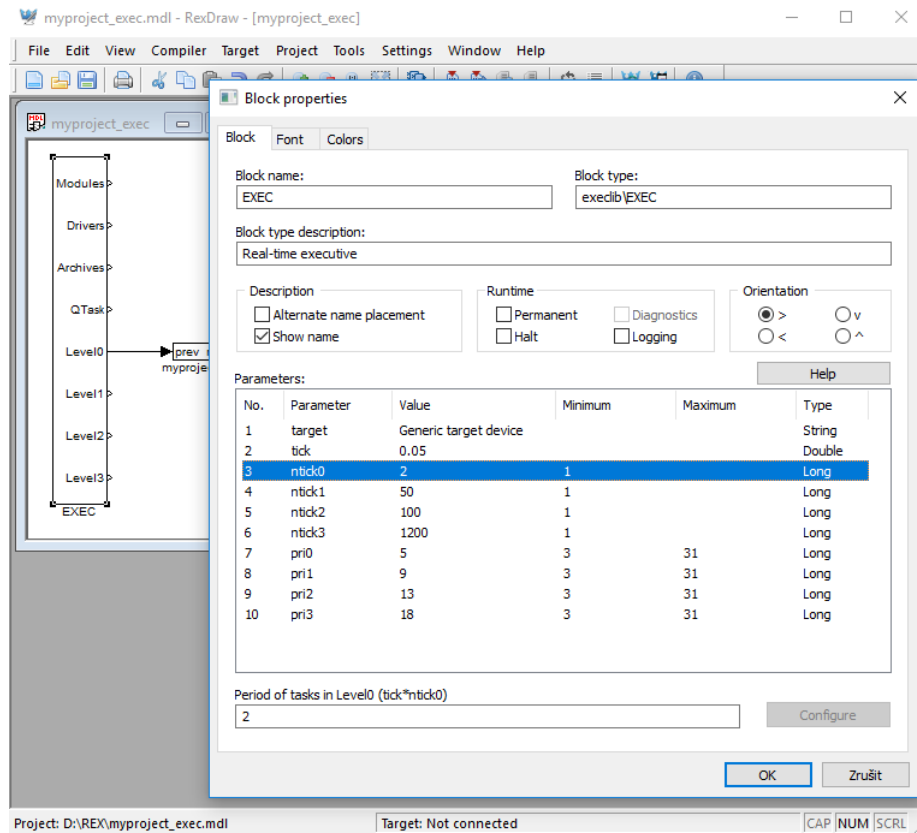 myproject_exec.mdl - RexDraw - [myproject_exec]
File Edit View Compiler Target Project Tools Settings Window Help
Block properties
myproject_exec
Block Font Colors
Modules
Drivers
Archives
QTask
Level0
Level1
Level2
Level3
EXEC
prev
Block name:
Block type:
EXEC
execlib\EXEC
Block type description:
Real-time executive
Description
Runtime
Orientation
Alternate name placement
Permanent
Diagnostics
>
v
Show name
Halt
Logging
<
^
Help
Parameters:
No. Parameter Value Minimum Maximum Type
1 target Generic target device String
2 tick 0.05 Double
3 ntick0 2 1 Long
4 ntick1 50 1 Long
5 ntick2 100 1 Long
6 ntick3 1200 1 Long
7 pri0 5 3 31 Long
8 pri1 9 3 31 Long
9 pri2 13 3 31 Long
10 pri3 18 3 31 Long
Period of tasks in Level0 (tick*ntick0)
2
Configure
OK
Zrušit
Project: D:\REX\myproject_exec.mdl
Target: Not connected
CAP NUM SCRL